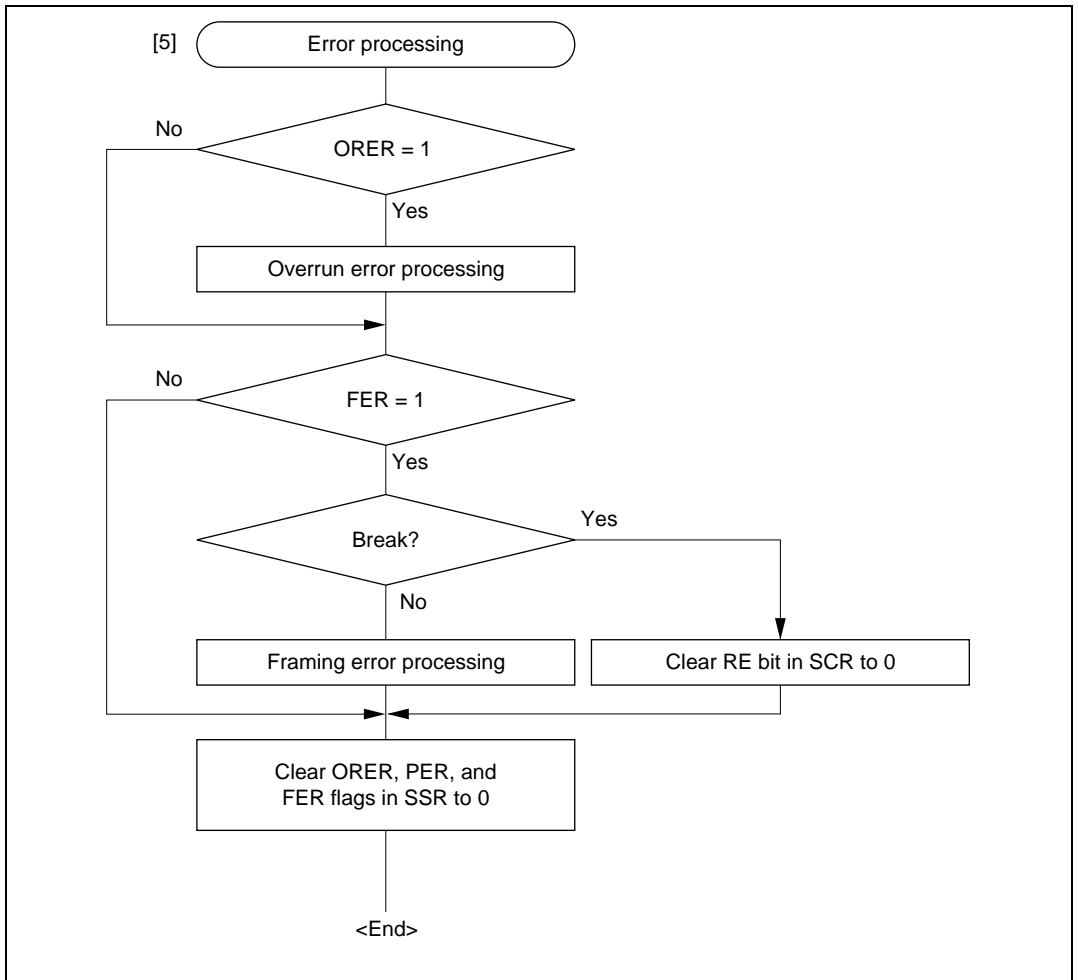 [5] Error processing
No
ORER = 1
Yes
Overrun error processing
No
FER = 1
Yes
Yes
Break?
No
Framing error processing
Clear RE bit in SCR to 0
Clear ORER, PER, and
FER flags in SSR to 0
<End>